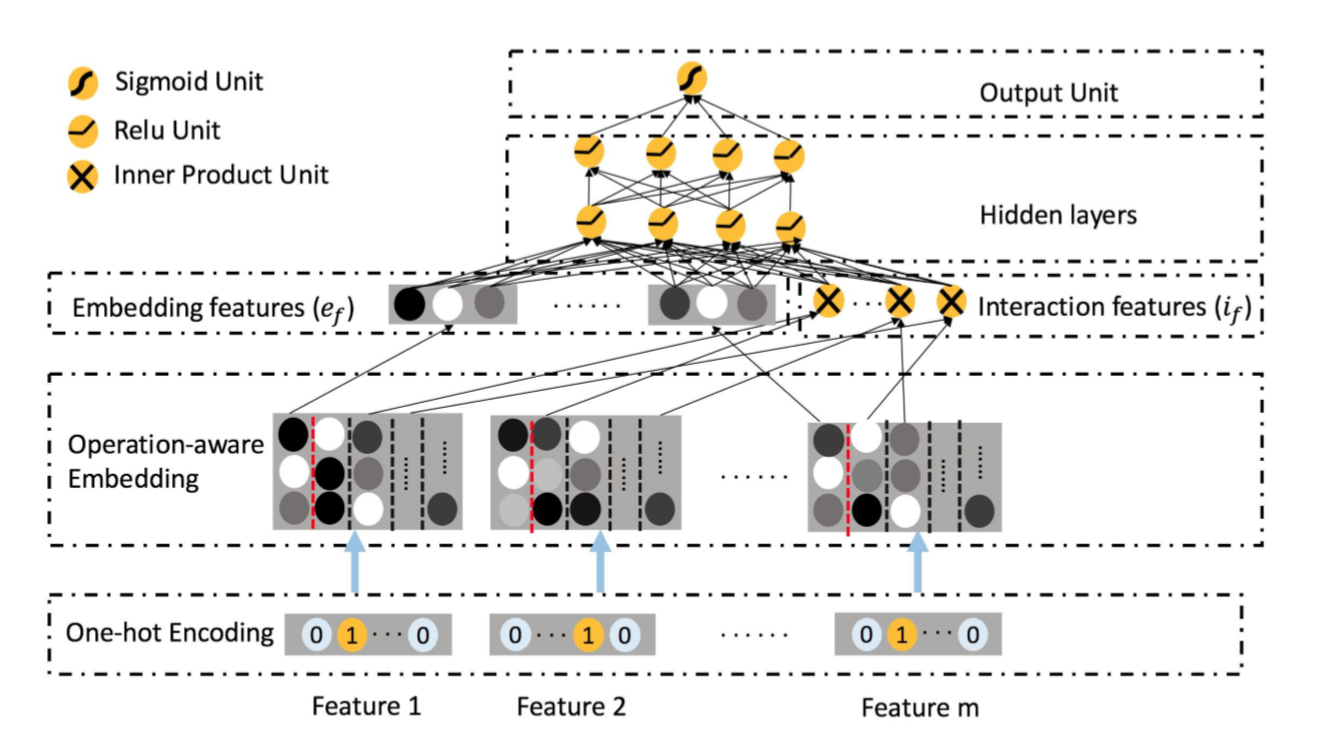 Sigmoid Unit
Relu Unit
Inner Product Unit
Output Unit
Hidden layers
Embedding features (e_f)
......
...
Interaction features (i_f)
Operation-aware
Embedding
......
One-hot Encoding
0 1 ... 0
0 ... 1 0
......
0 1 ... 0
Feature 1
Feature 2
Feature m